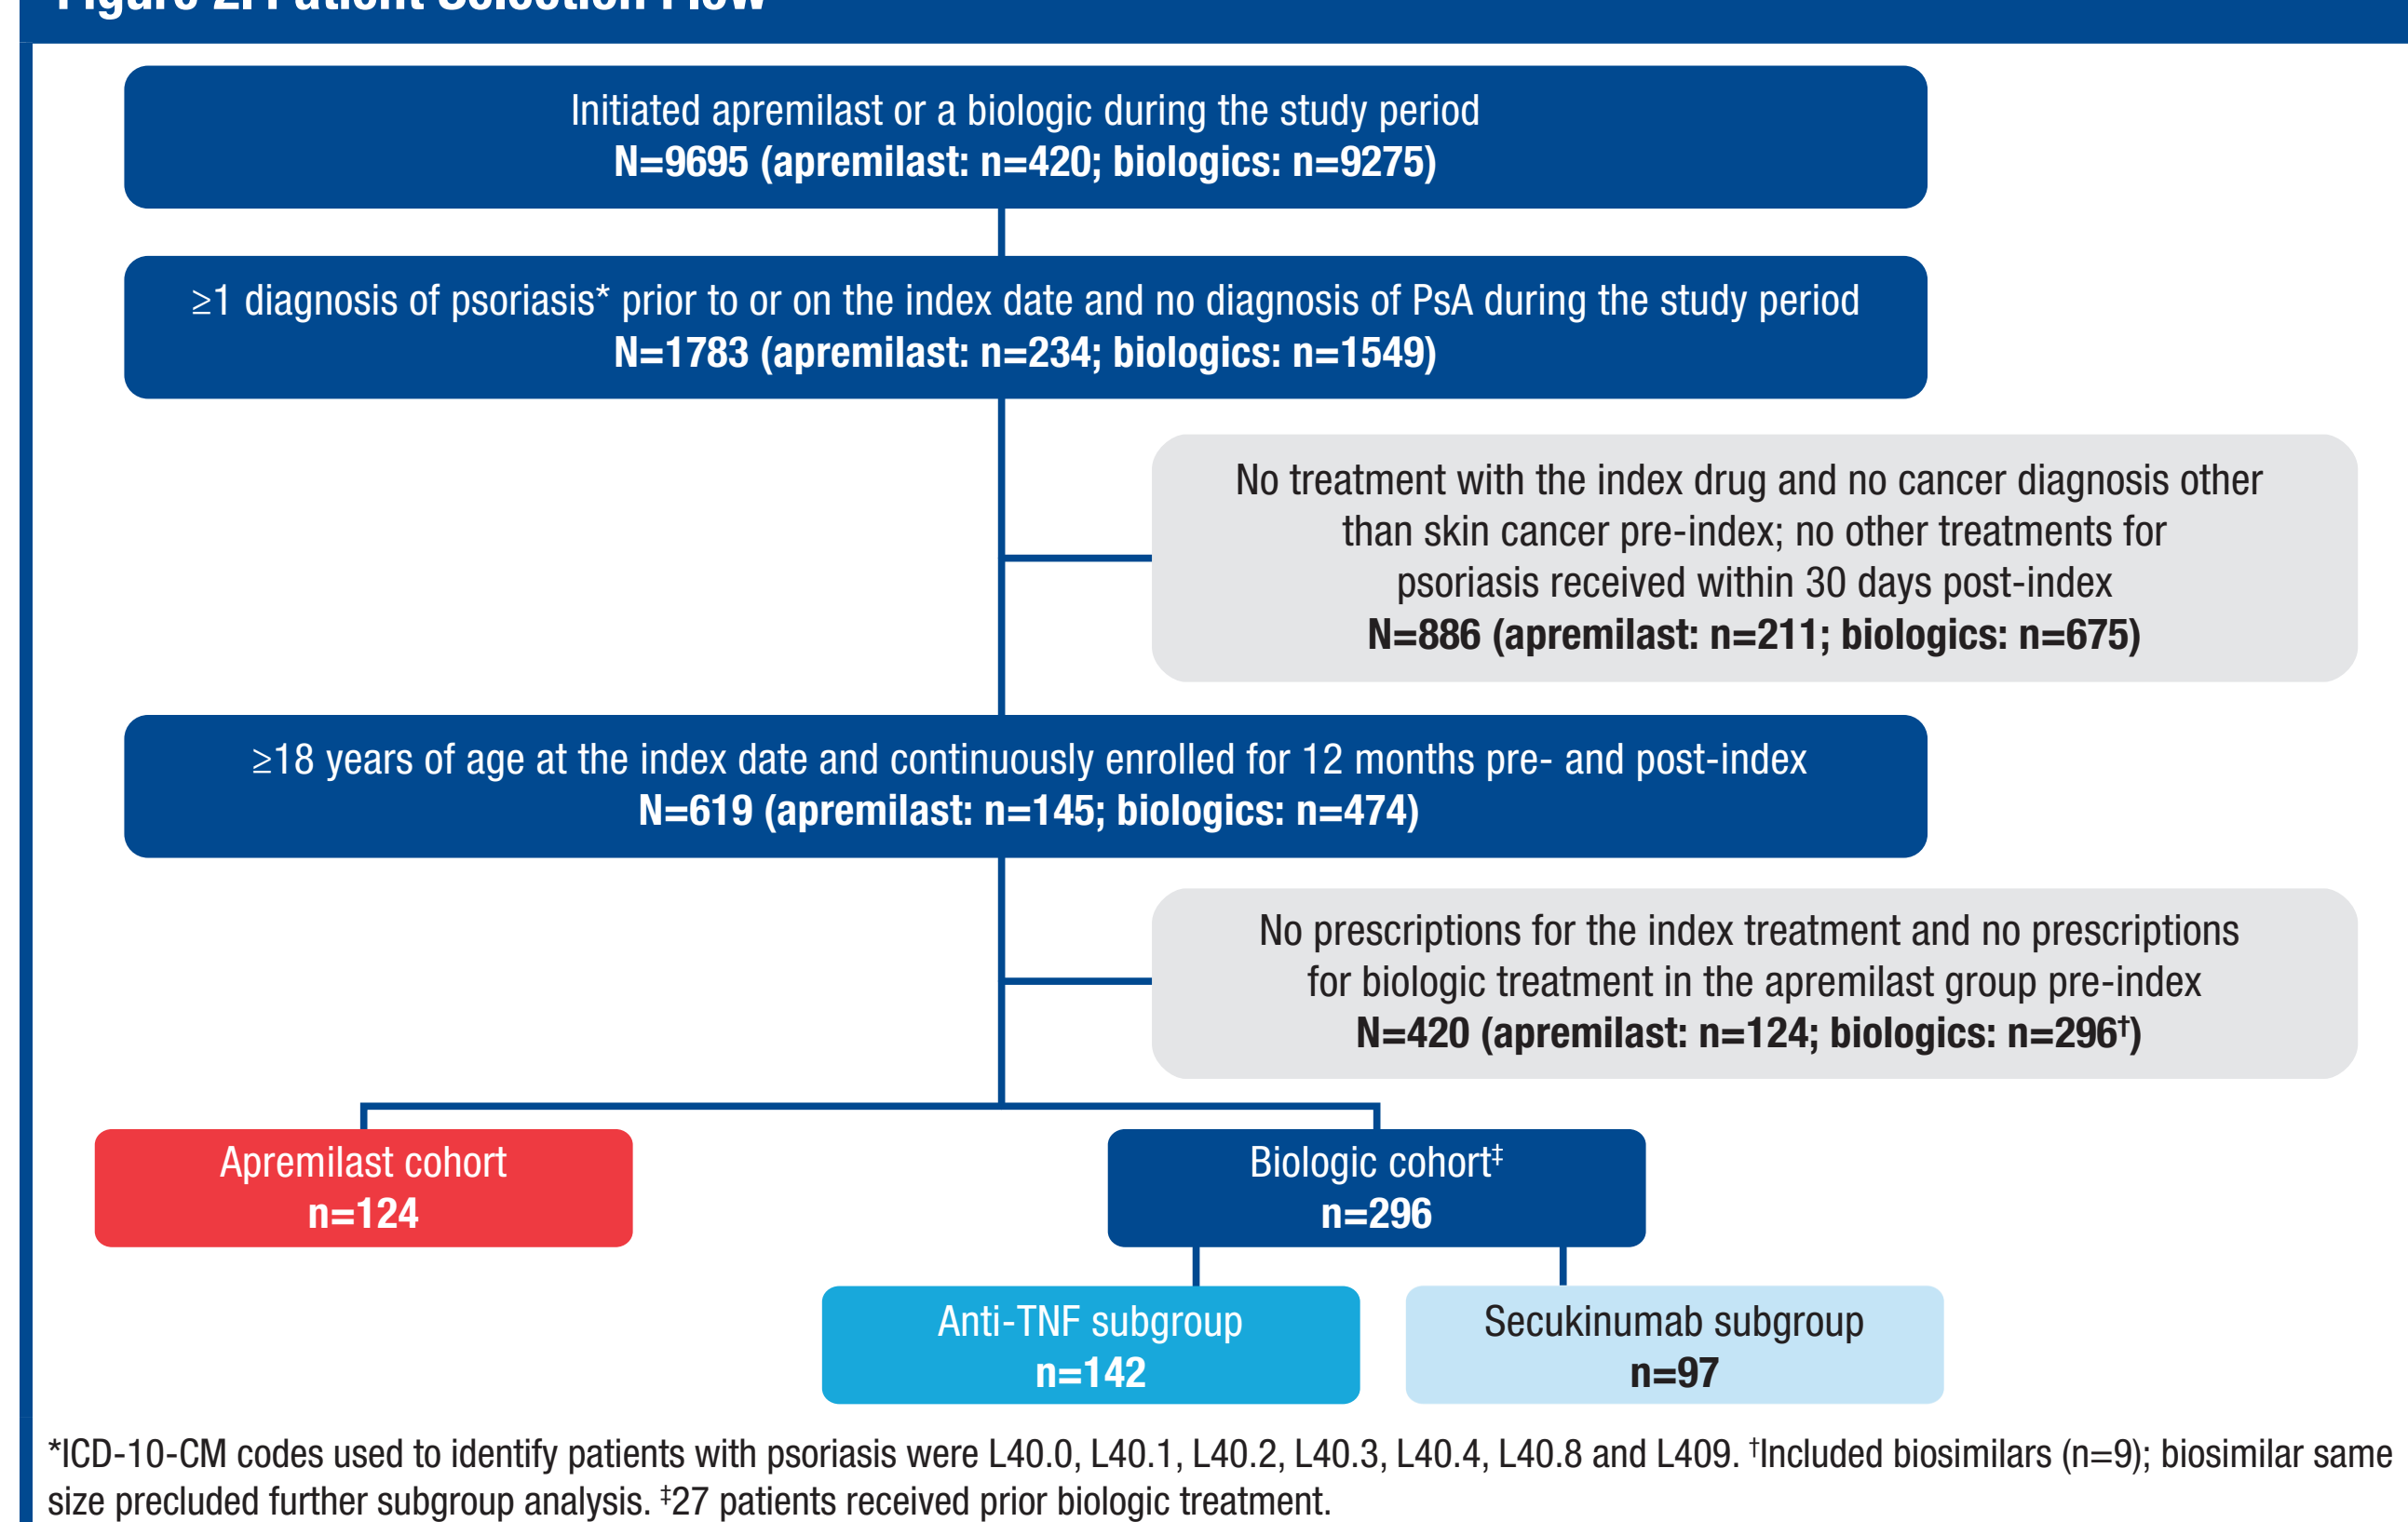 Figure 2. Patient Selection Flow
Initiated apremilast or a biologic during the study period
N=9695 (apremilast: n=420; biologics: n=9275)
≥1 diagnosis of psoriasis* prior to or on the index date and no diagnosis of PsA during the study period
N=1783 (apremilast: n=234; biologics: n=1549)
No treatment with the index drug and no cancer diagnosis other
than skin cancer pre-index; no other treatments for
psoriasis received within 30 days post-index
N=886 (apremilast: n=211; biologics: n=675)
≥18 years of age at the index date and continuously enrolled for 12 months pre- and post-index
N=619 (apremilast: n=145; biologics: n=474)
No prescriptions for the index treatment and no prescriptions
for biologic treatment in the apremilast group pre-index
N=420 (apremilast: n=124; biologics: n=296†)
Apremilast cohort
n=124
Biologic cohort‡
n=296
Anti-TNF subgroup
n=142
Secukinumab subgroup
n=97
*ICD-10-CM codes used to identify patients with psoriasis were L40.0, L40.1, L40.2, L40.3, L40.4, L40.8 and L409. †Included biosimilars (n=9); biosimilar same
size precluded further subgroup analysis. ‡27 patients received prior biologic treatment.